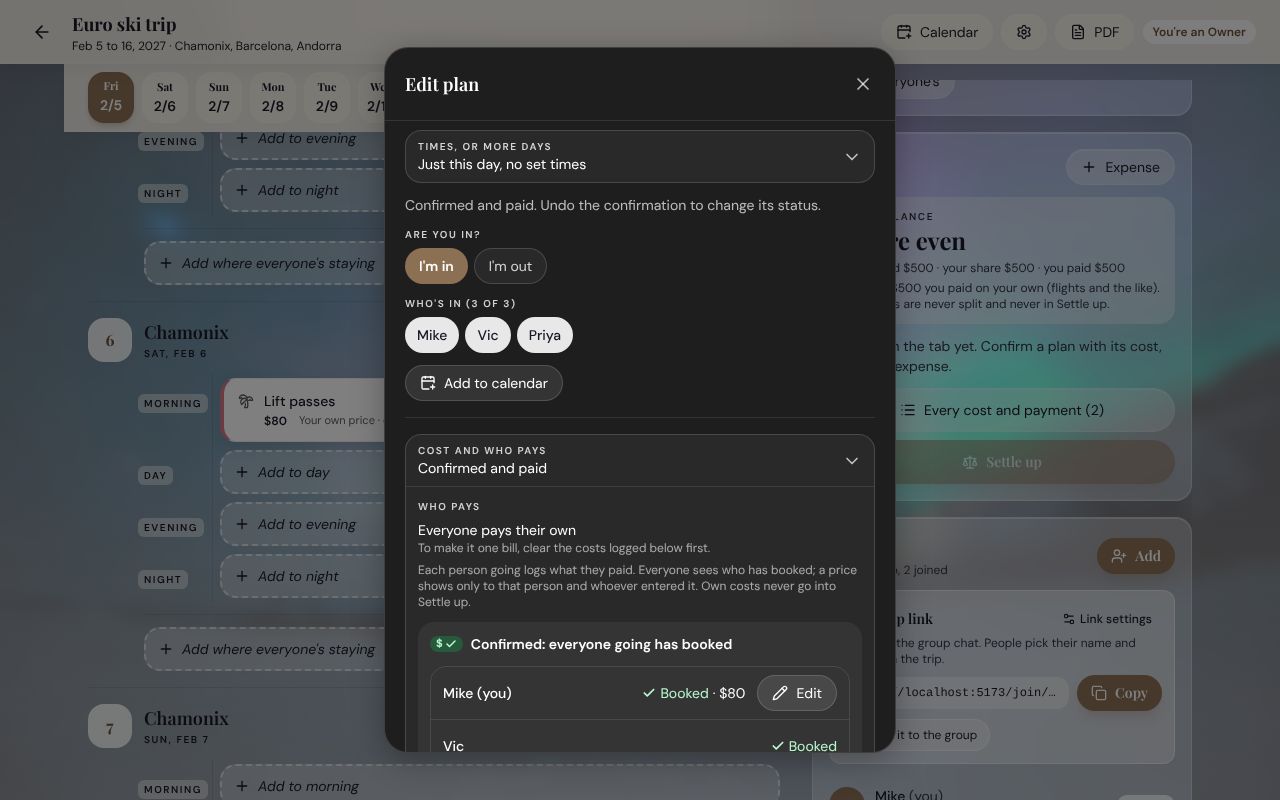 Euro ski trip
Feb 5 to 16, 2027 · Chamonix, Barcelona, Andorra
Calendar
PDF
You're an Owner
Fri
2/5
Sat
2/6
Sun
2/7
Mon
2/8
Tue
2/9
EVENING
Add to evening
NIGHT
Add to night
Add where everyone's staying
6
Chamonix
SAT, FEB 6
MORNING
Lift passes
$80 Your own price ·
DAY
Add to day
EVENING
Add to evening
NIGHT
Add to night
Add where everyone's staying
7
Chamonix
SUN, FEB 7
MORNING
Add to morning
Edit plan
TIMES, OR MORE DAYS
Just this day, no set times
Confirmed and paid. Undo the confirmation to change its status.
ARE YOU IN?
I'm in
I'm out
WHO'S IN (3 OF 3)
Mike
Vic
Priya
Add to calendar
COST AND WHO PAYS
Confirmed and paid
WHO PAYS
Everyone pays their own
To make it one bill, clear the costs logged below first.
Each person going logs what they paid. Everyone sees who has booked; a price
shows only to that person and whoever entered it. Own costs never go into
Settle up.
$ Confirmed: everyone going has booked
Mike (you)
Booked · $80
Edit
Vic
Booked
Expense
$500 · your share $500 · you paid $500
$500 you paid on your own (flights and the like).
are never split and never in Settle up.
the tab yet. Confirm a plan with its cost,
expense.
Every cost and payment (2)
Settle up
Add
, 2 joined
link
Link settings
the group chat. People pick their name and
the trip.
/localhost:5173/join/…
Copy
it to the group
Mike (you)